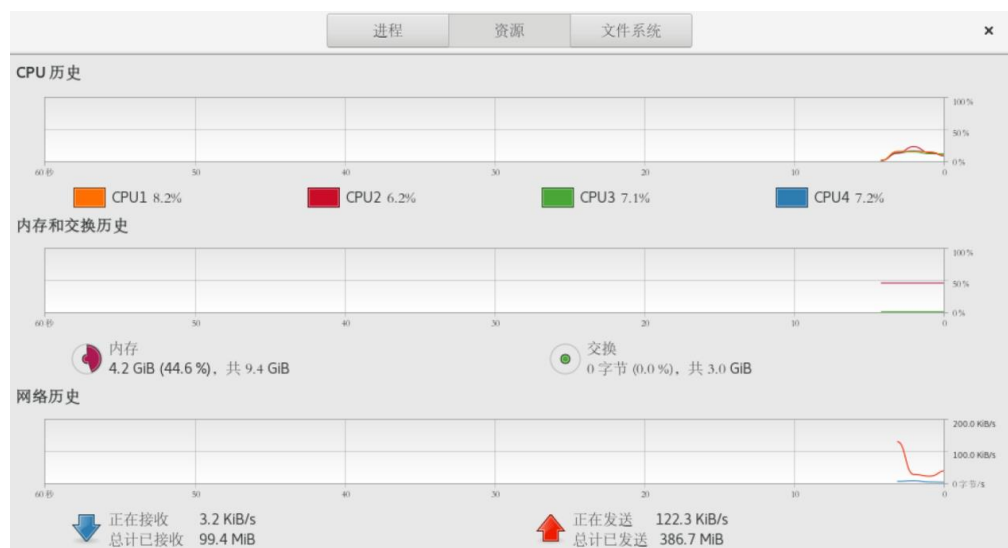 进程 资源 文件系统 ×
CPU 历史
100%
50%
0%
60 秒 50 40 30 20 10 0
CPU1 8.2% CPU2 6.2% CPU3 7.1% CPU4 7.2%
内存和交换历史
100%
50%
0%
60 秒 50 40 30 20 10 0
内存 交换
4.2 GiB (44.6 %)，共 9.4 GiB 0 字节 (0.0 %)，共 3.0 GiB
网络历史
200.0 KiB/s
100.0 KiB/s
0 字节/s
60 秒 50 40 30 20 10 0
正在接收 3.2 KiB/s 正在发送 122.3 KiB/s
总计已接收 99.4 MiB 总计已发送 386.7 MiB